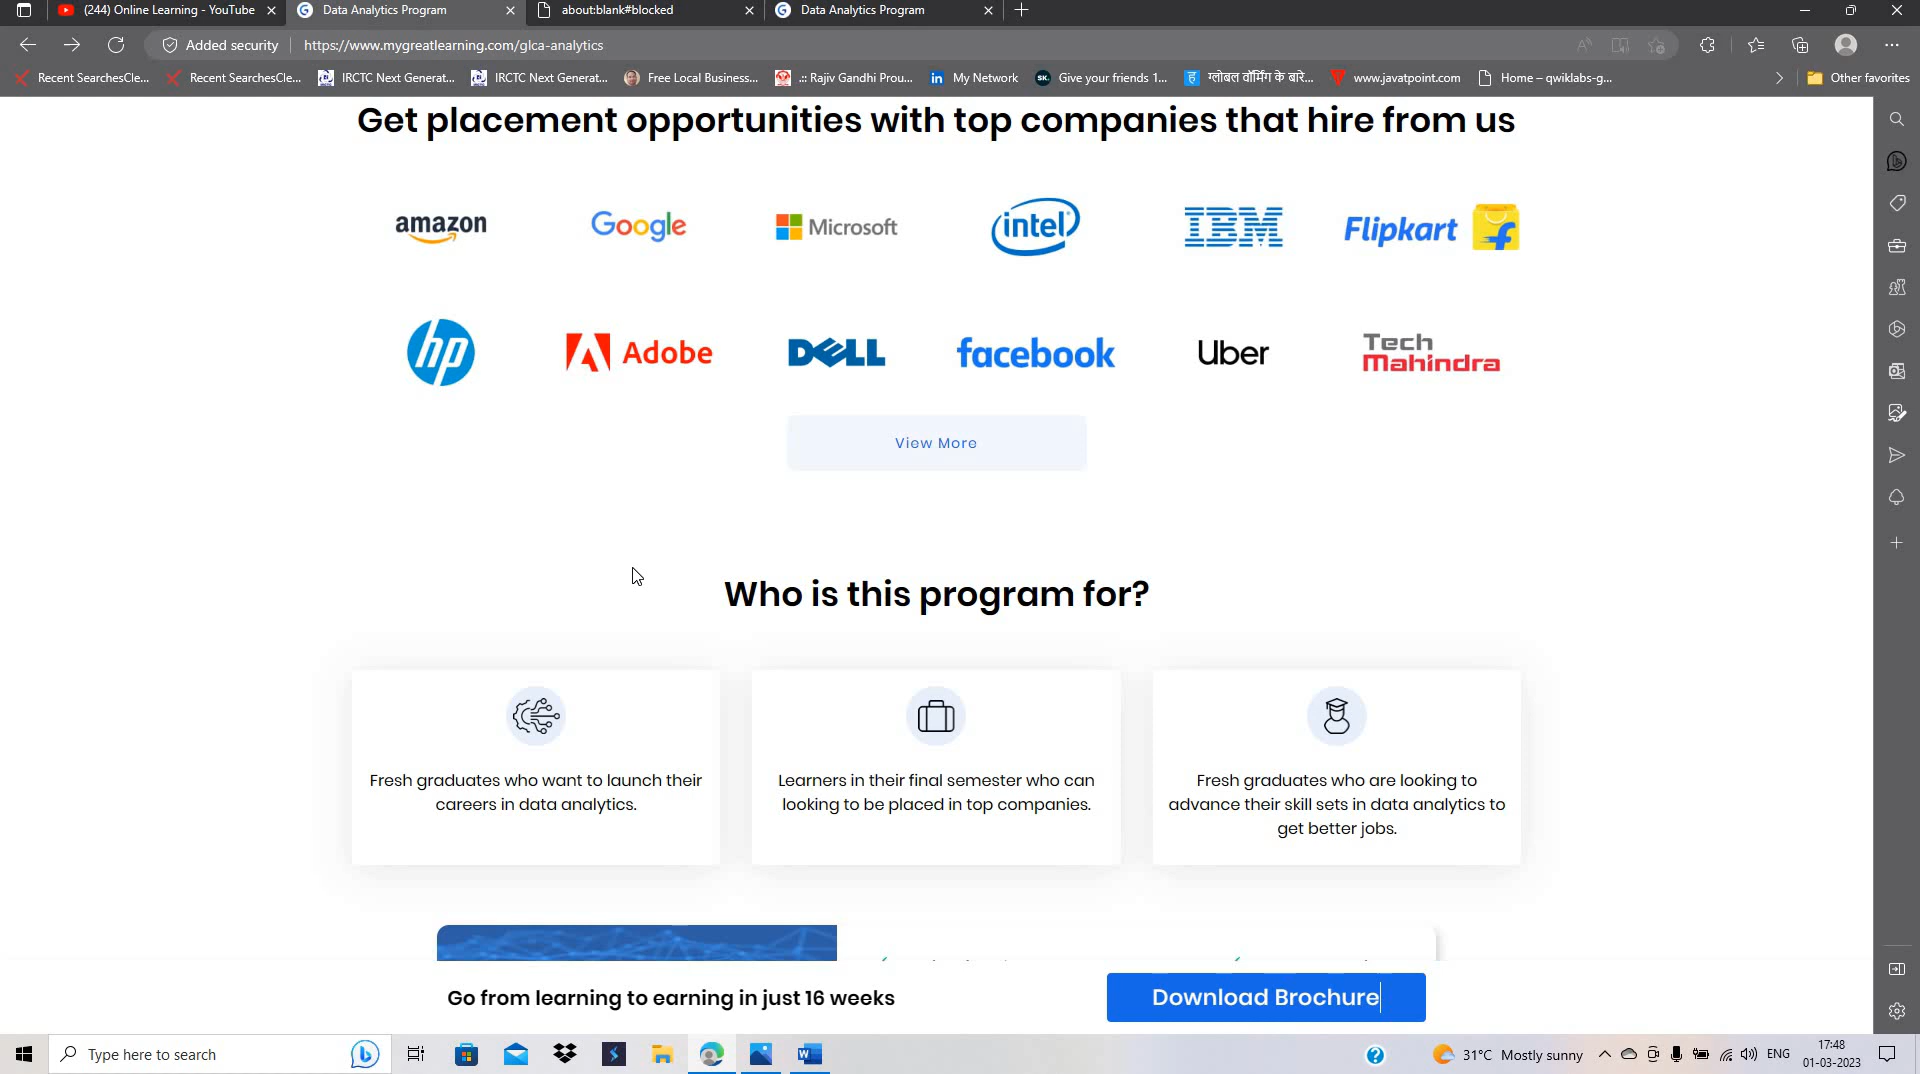 (244) Online Learning - YouTube
Data Analytics Program
about:blank#blocked
Data Analytics Program
Added security
https://www.mygreatlearning.com/glca-analytics
Recent SearchesCle...
Recent SearchesCle...
IRCTC Next Generat...
IRCTC Next Generat...
Free Local Business...
.:: Rajiv Gandhi Prou...
My Network
Give your friends 1...
ग्लोबल वॉर्मिंग के बारे...
www.javatpoint.com
Home – qwiklabs-g...
Other favorites
Get placement opportunities with top companies that hire from us
amazon
Google
Microsoft
intel
IBM
Flipkart
hp
Adobe
DELL
facebook
Uber
Tech
Mahindra
View More
Who is this program for?
Fresh graduates who want to launch their
careers in data analytics.
Learners in their final semester who can
looking to be placed in top companies.
Fresh graduates who are looking to
advance their skill sets in data analytics to
get better jobs.
Go from learning to earning in just 16 weeks
Download Brochure
Type here to search
31°C Mostly sunny
ENG
17:48
01-03-2023